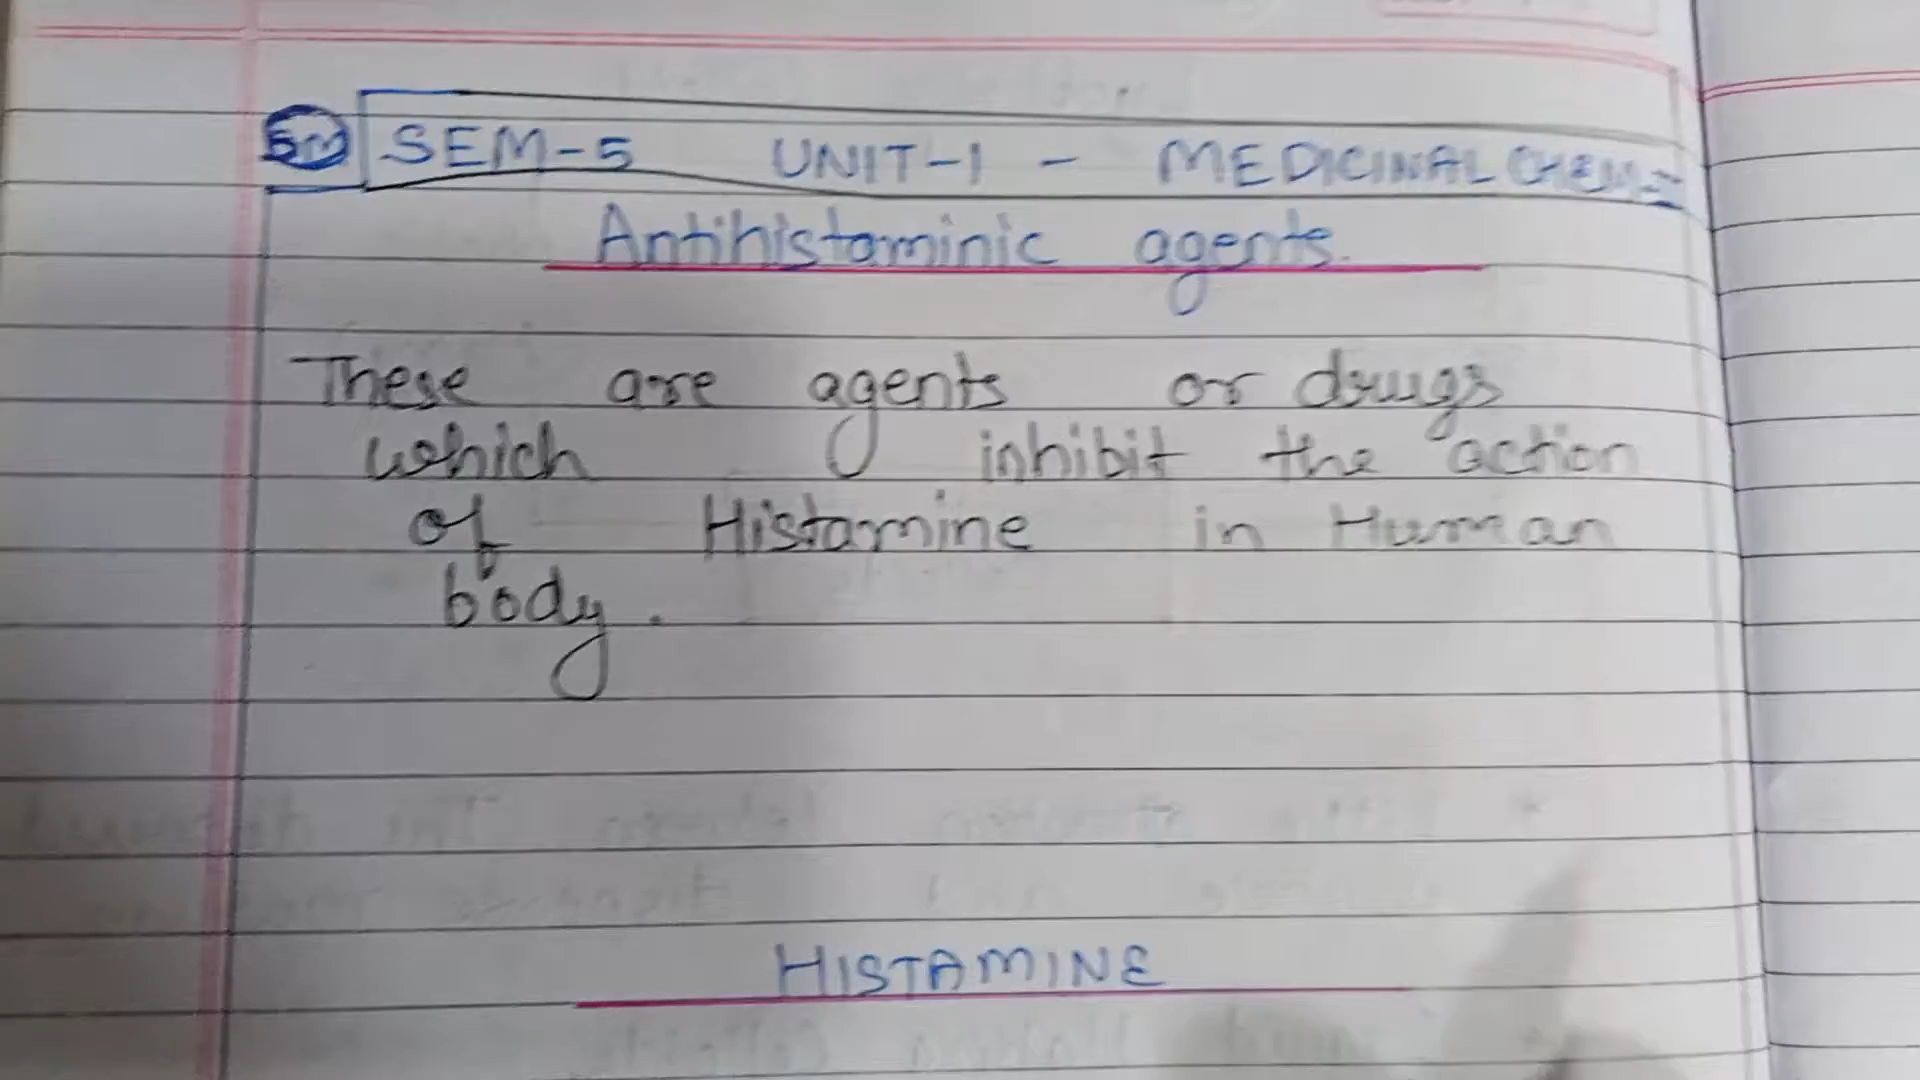 5M SEM-5 UNIT-1 - MEDICINAL CHEM-
Antihistaminic agents.
These are agents or drugs
which inhibit the action
of Histamine in Human
body.
HISTAMINE